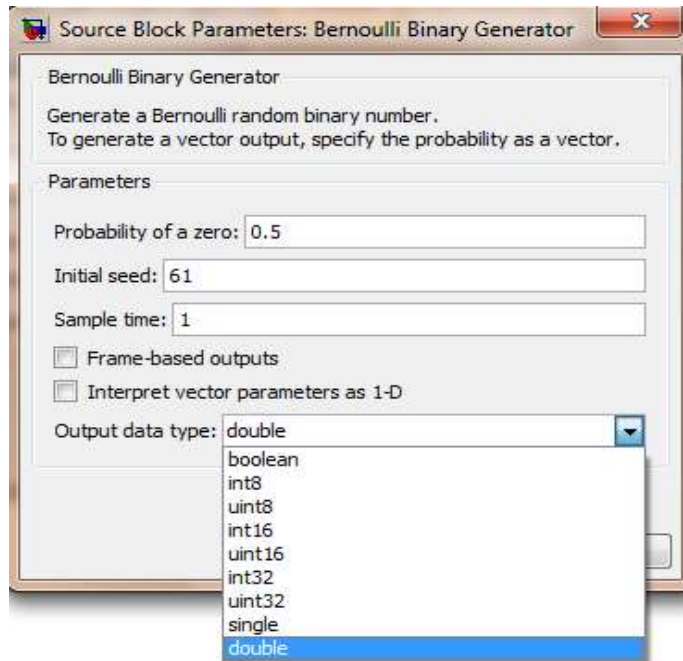 Source Block Parameters: Bernoulli Binary Generator
Bernoulli Binary Generator
Generate a Bernoulli random binary number.
To generate a vector output, specify the probability as a vector.
Parameters
Probability of a zero: 0.5
Initial seed: 61
Sample time: 1
Frame-based outputs
Interpret vector parameters as 1-D
Output data type: double
boolean
int8
uint8
int16
uint16
int32
uint32
single
double